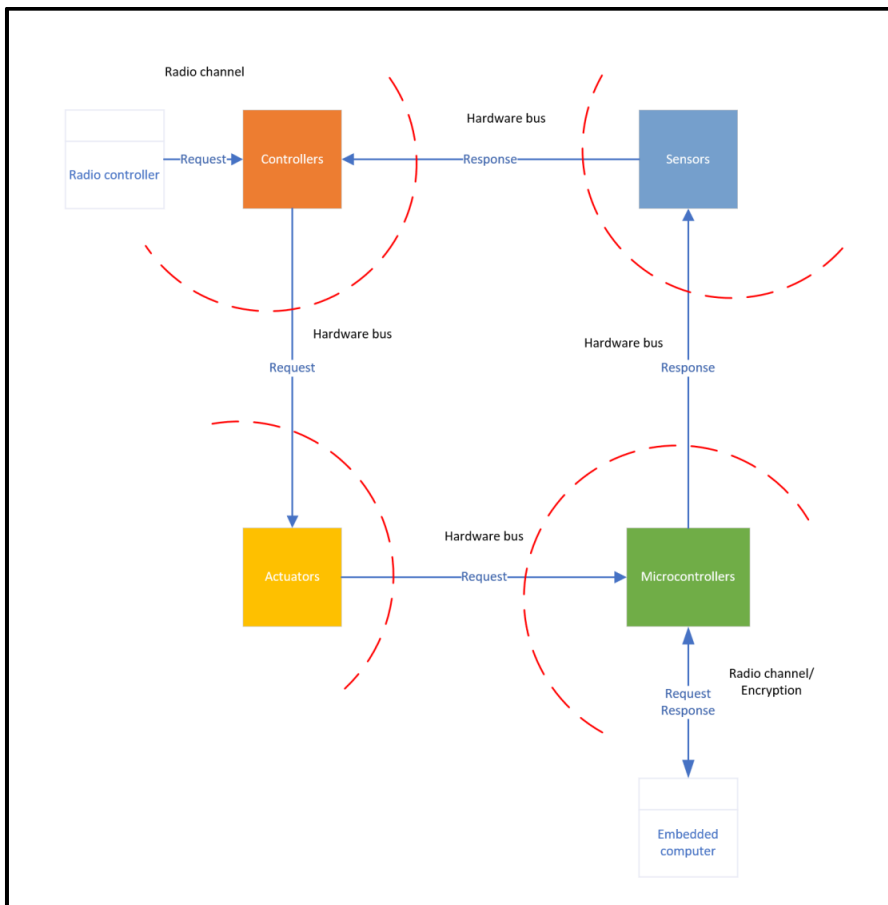 Radio channel
Hardware bus
Radio controller
Request
Controllers
Response
Sensors
Hardware bus
Request
Hardware bus
Response
Hardware bus
Actuators
Request
Microcontrollers
Radio channel/
Encryption
Request
Response
Embedded
computer